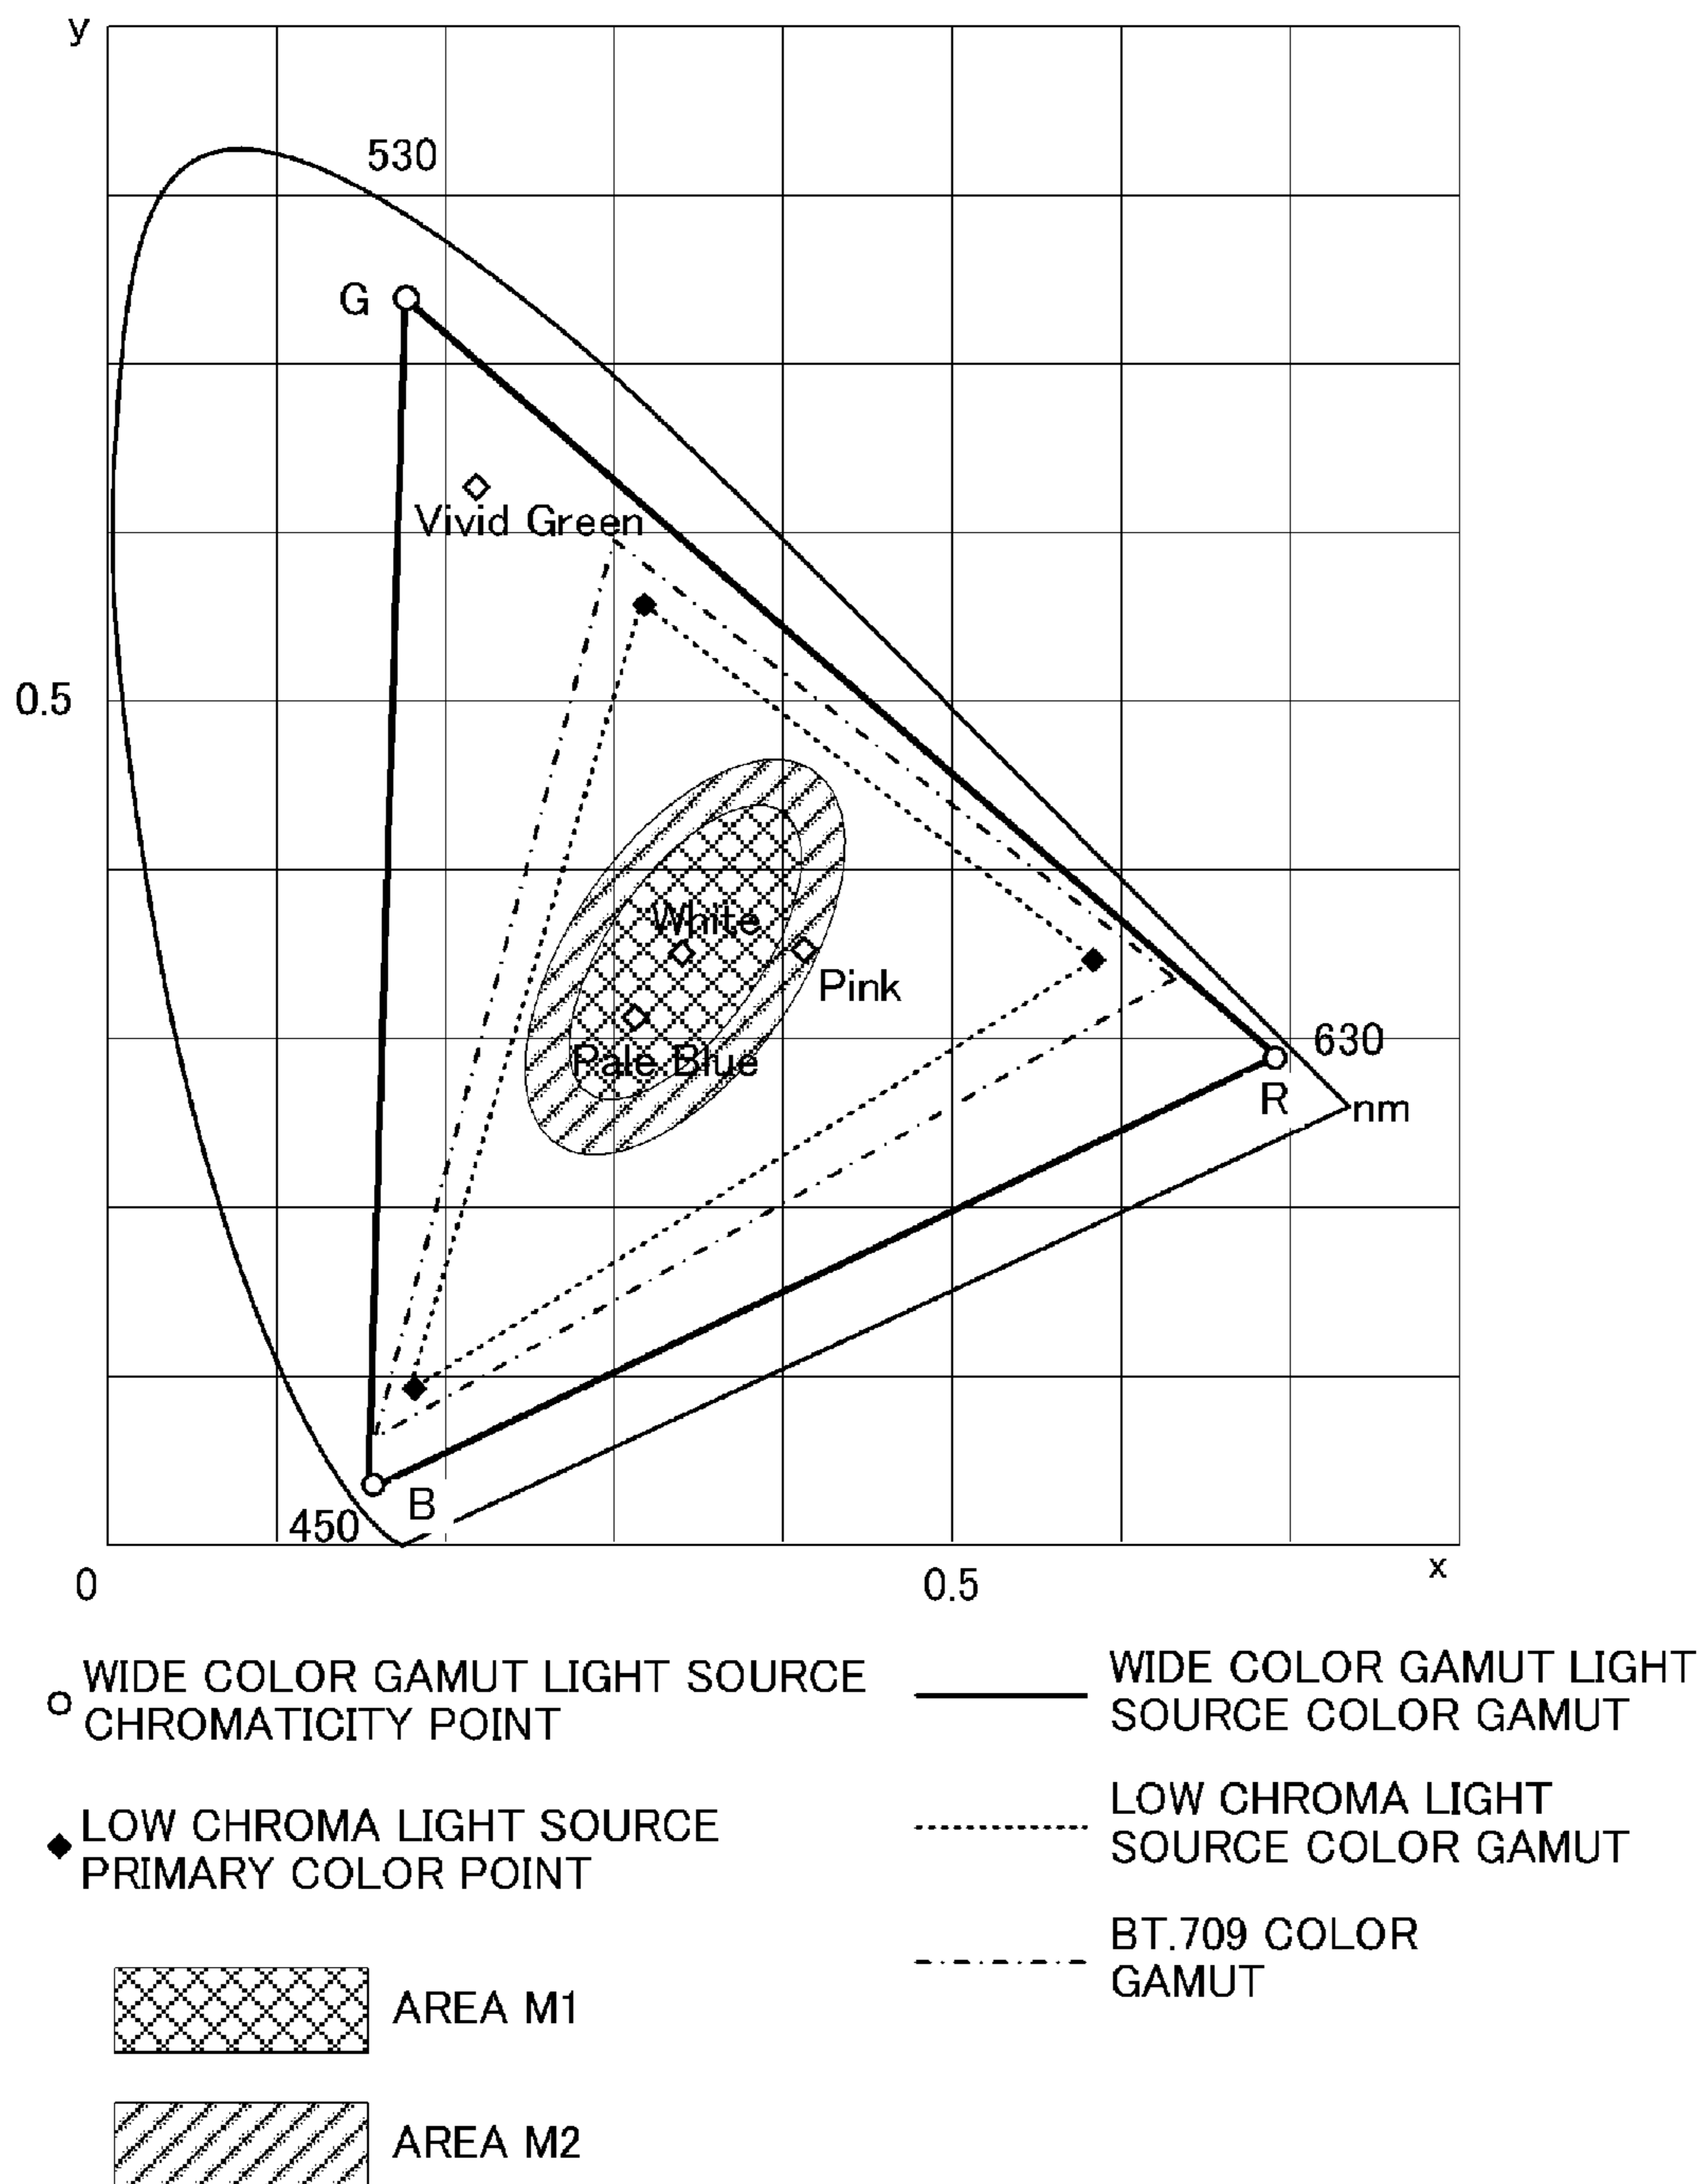 y
530
G
Vivid Green
0.5
White
Pink
Pale Blue
630
R
nm
B
450
0
0.5
x
WIDE COLOR GAMUT LIGHT SOURCE
CHROMATICITY POINT
LOW CHROMA LIGHT SOURCE
PRIMARY COLOR POINT
AREA M1
AREA M2
WIDE COLOR GAMUT LIGHT
SOURCE COLOR GAMUT
LOW CHROMA LIGHT
SOURCE COLOR GAMUT
BT.709 COLOR
GAMUT